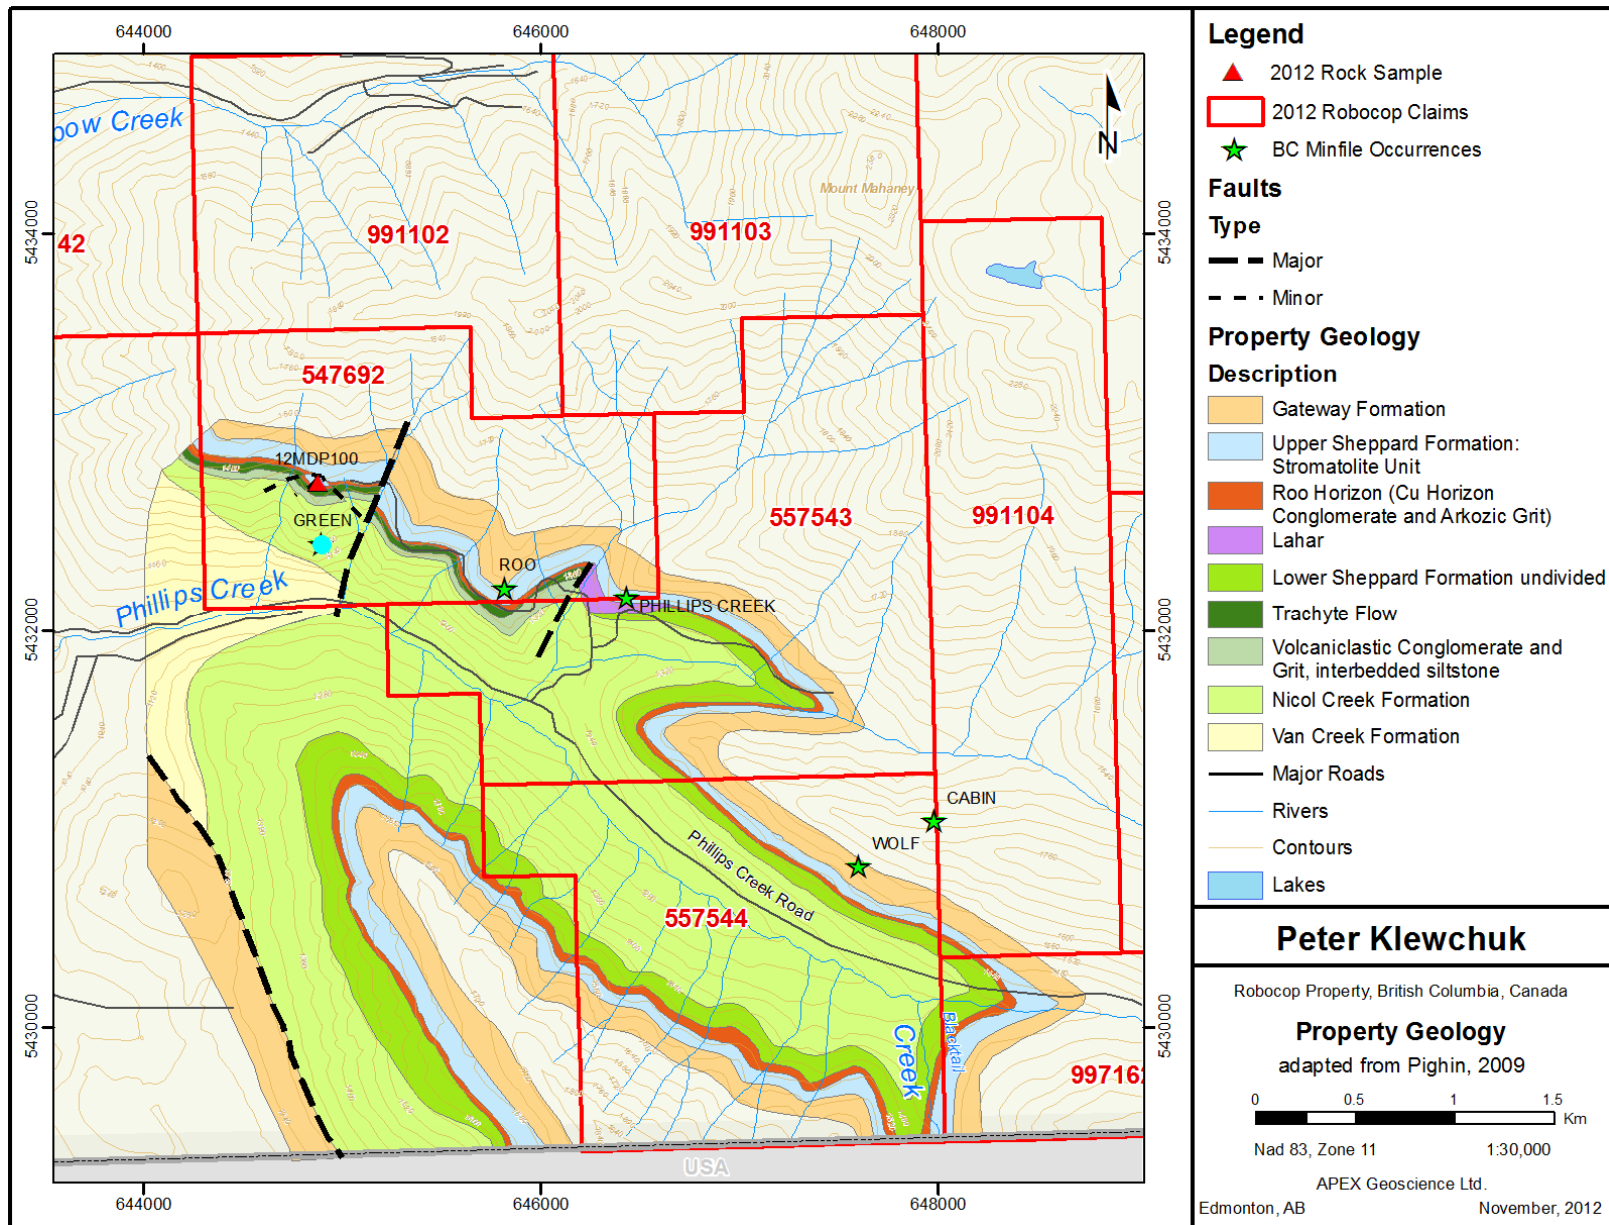 644000
646000
648000
5434000
5432000
5430000
5434000
5432000
5430000
644000
646000
648000
bow Creek
Mount Mahaney
42
991102
991103
547692
557543
991104
12MDP100
GREEN
ROO
PHILLIPS CREEK
Phillips Creek
CABIN
WOLF
Phillips Creek Road
557544
Creek
Blacktail
99716
USA
N
Legend
2012 Rock Sample
2012 Robocop Claims
BC Minfile Occurrences
Faults
Type
Major
Minor
Property Geology
Description
Gateway Formation
Upper Sheppard Formation:
Stromatolite Unit
Roo Horizon (Cu Horizon
Conglomerate and Arkozic Grit)
Lahar
Lower Sheppard Formation undivided
Trachyte Flow
Volcaniclastic Conglomerate and
Grit, interbedded siltstone
Nicol Creek Formation
Van Creek Formation
Major Roads
Rivers
Contours
Lakes
Peter Klewchuk
Robocop Property, British Columbia, Canada
Property Geology
adapted from Pighin, 2009
0 0.5 1 1.5
Km
Nad 83, Zone 11 1:30,000
APEX Geoscience Ltd.
Edmonton, AB November, 2012